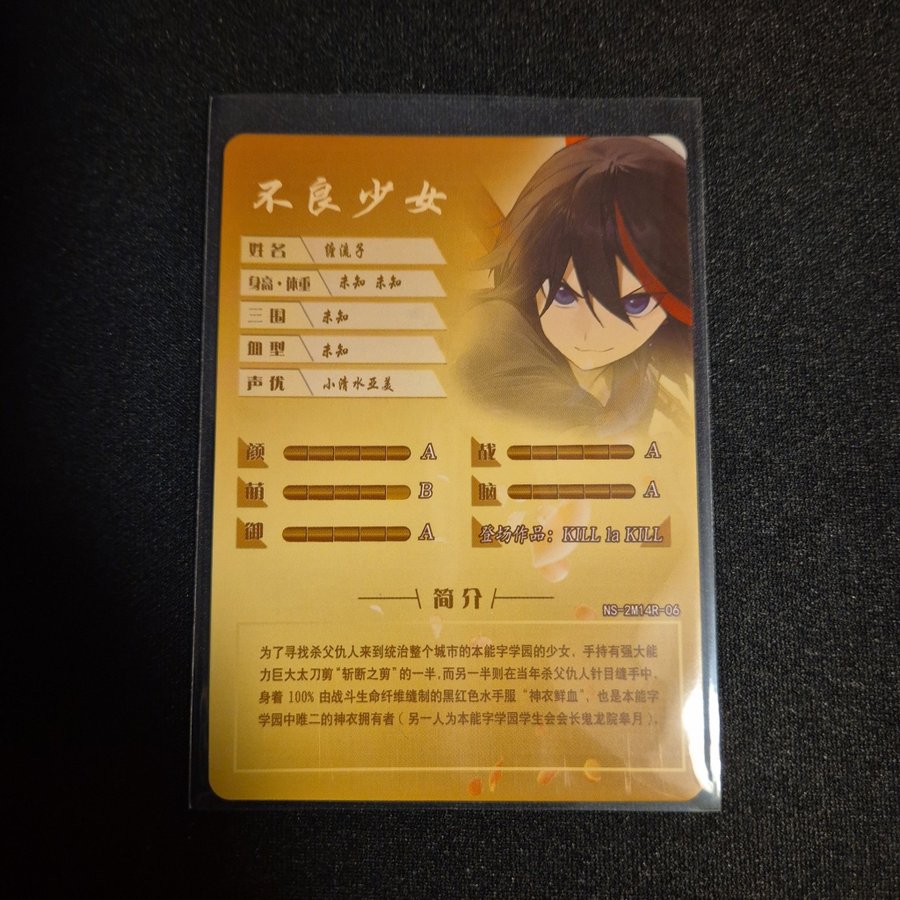 不良少女
姓名 缠流子
身高·体重 未知 未知
三围 未知
血型 未知
声优 小清水亚美
颜 A 战 A
萌 B 脑 A
御 A 登场作品：KILL la KILL
简介
NS-2M14R-06
为了寻找杀父仇人来到统治整个城市的本能字学园的少女，手持有强大能
力巨大太刀剪“斩断之剪”的一半，而另一半则在当年杀父仇人针目缝手中，
身着 100% 由战斗生命纤维缝制的黑红色水手服“神衣鲜血”，也是本能字
学园中唯二的神衣拥有者（另一人为本能字学园学生会会长鬼龙院皋月）。